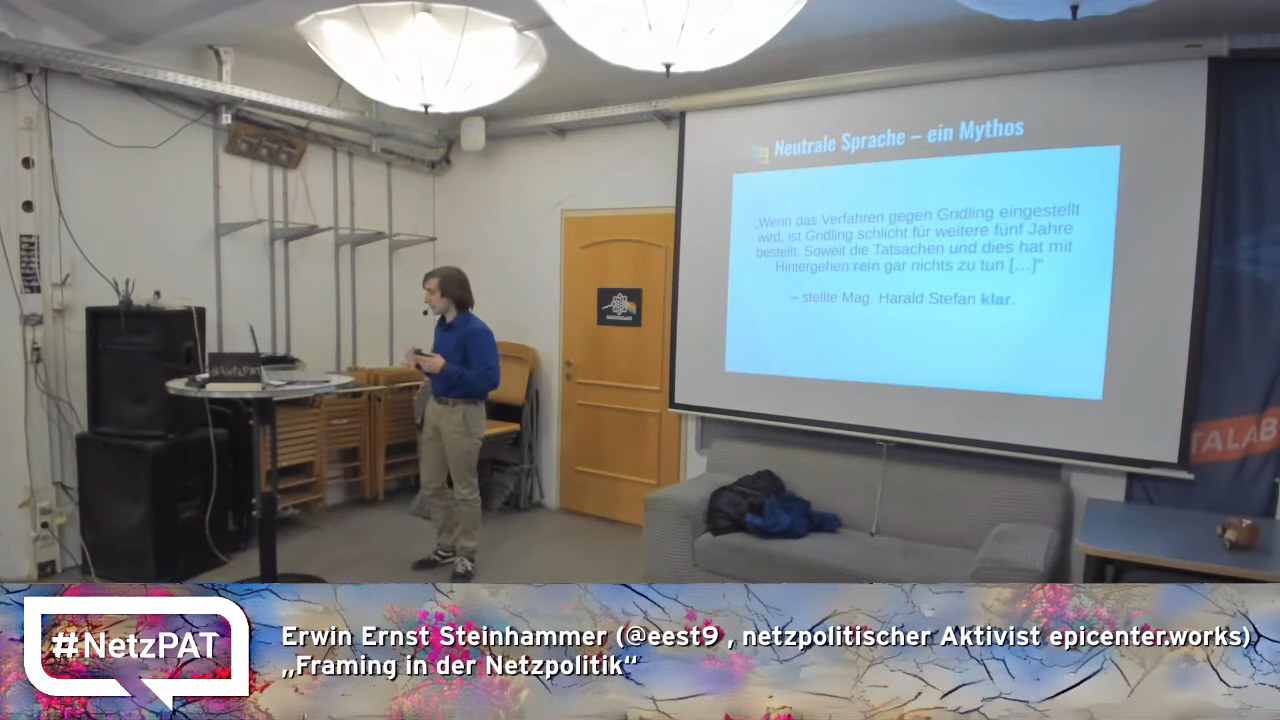 Neutrale Sprache – ein Mythos
„Wenn das Verfahren gegen Gridling eingestellt
wird, ist Gridling schlicht für weitere fünf Jahre
bestellt. Soweit die Tatsachen und dies hat mit
Hintergehen rein gar nichts zu tun […]“
– stellte Mag. Harald Stefan klar.
#NetzPAT
TALAB
#NetzPAT
Erwin Ernst Steinhammer (@eest9 , netzpolitischer Aktivist epicenter.works)
„Framing in der Netzpolitik“